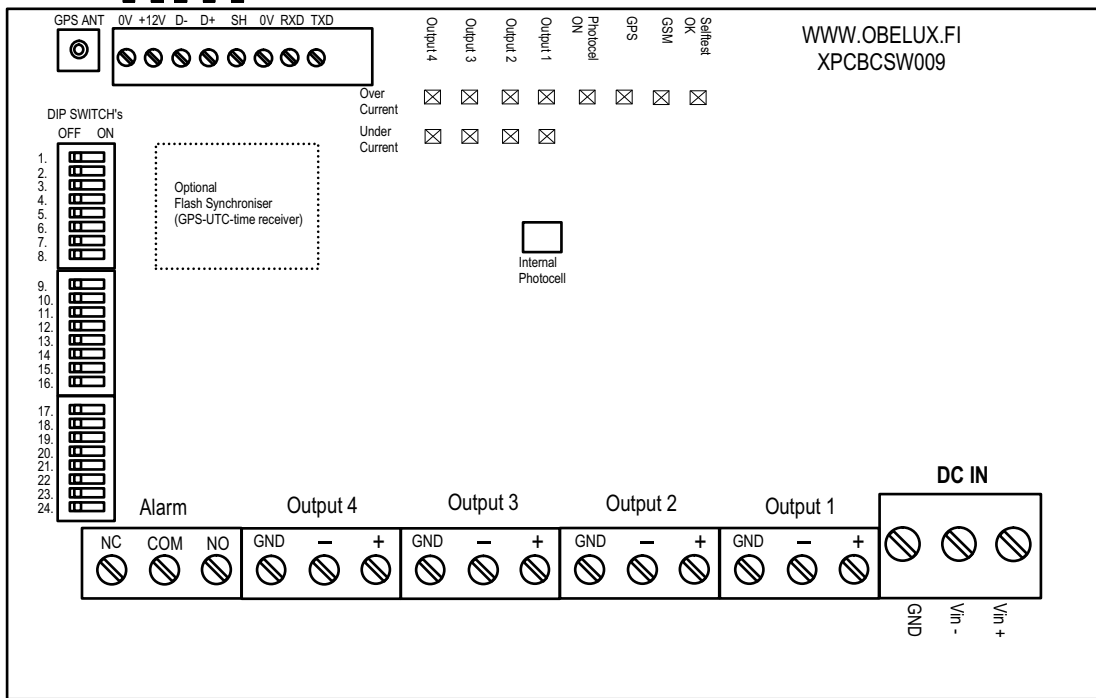 GPS ANT
0V +12V D- D+ SH 0V RXD TXD
Output 4
Output 3
Output 2
Output 1
Photocel
ON
GPS
GSM
Selftest
OK
WWW.OBELUX.FI
XPCBCSW009
Over
Current
Under
Current
DIP SWITCH's
OFF ON
1.
2.
3.
4.
5.
6.
7.
8.
9.
10.
11.
12.
13.
14
15.
16.
17.
18.
19.
20.
21.
22
23.
24.
Optional
Flash Synchroniser
(GPS-UTC-time receiver)
Internal
Photocell
Alarm
Output 4
Output 3
Output 2
Output 1
DC IN
NC COM NO
GND – +
GND – +
GND – +
GND – +
GND
Vin -
Vin +